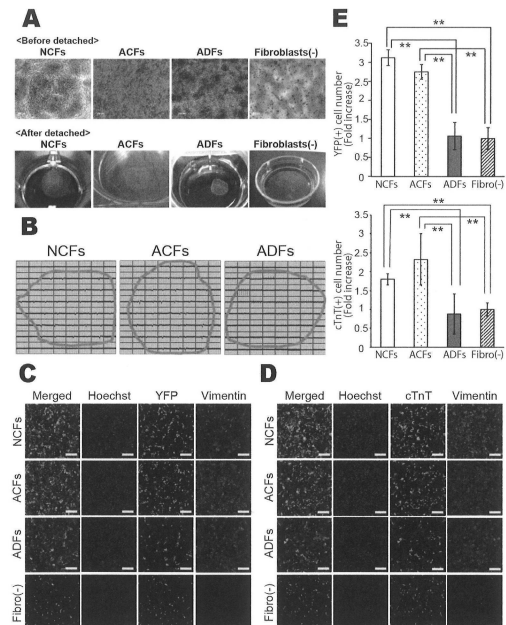 A
<Before detached>
NCFs ACFs ADFs Fibroblasts(-)
<After detached>
NCFs ACFs ADFs Fibroblasts(-)
B
NCFs ACFs ADFs
C
Merged Hoechst YFP Vimentin
NCFs
ACFs
ADFs
Fibro(-)
D
Merged Hoechst cTnT Vimentin
NCFs
ACFs
ADFs
Fibro(-)
E
YFP(+) cell number
(Fold increase)
3.5
3
2.5
2
1.5
1
0.5
0
**
** **
**
NCFs ACFs ADFs Fibro(-)
cTnT(+) cell number
(Fold increase)
3.5
3
2.5
2
1.5
1
0.5
0
**
** **
**
NCFs ACFs ADFs Fibro(-)